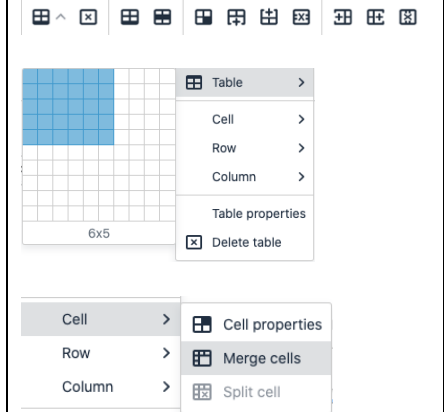 Table
Cell
Row
Column
Table properties
6x5
Delete table
Cell
Cell properties
Row
Merge cells
Column
Split cell